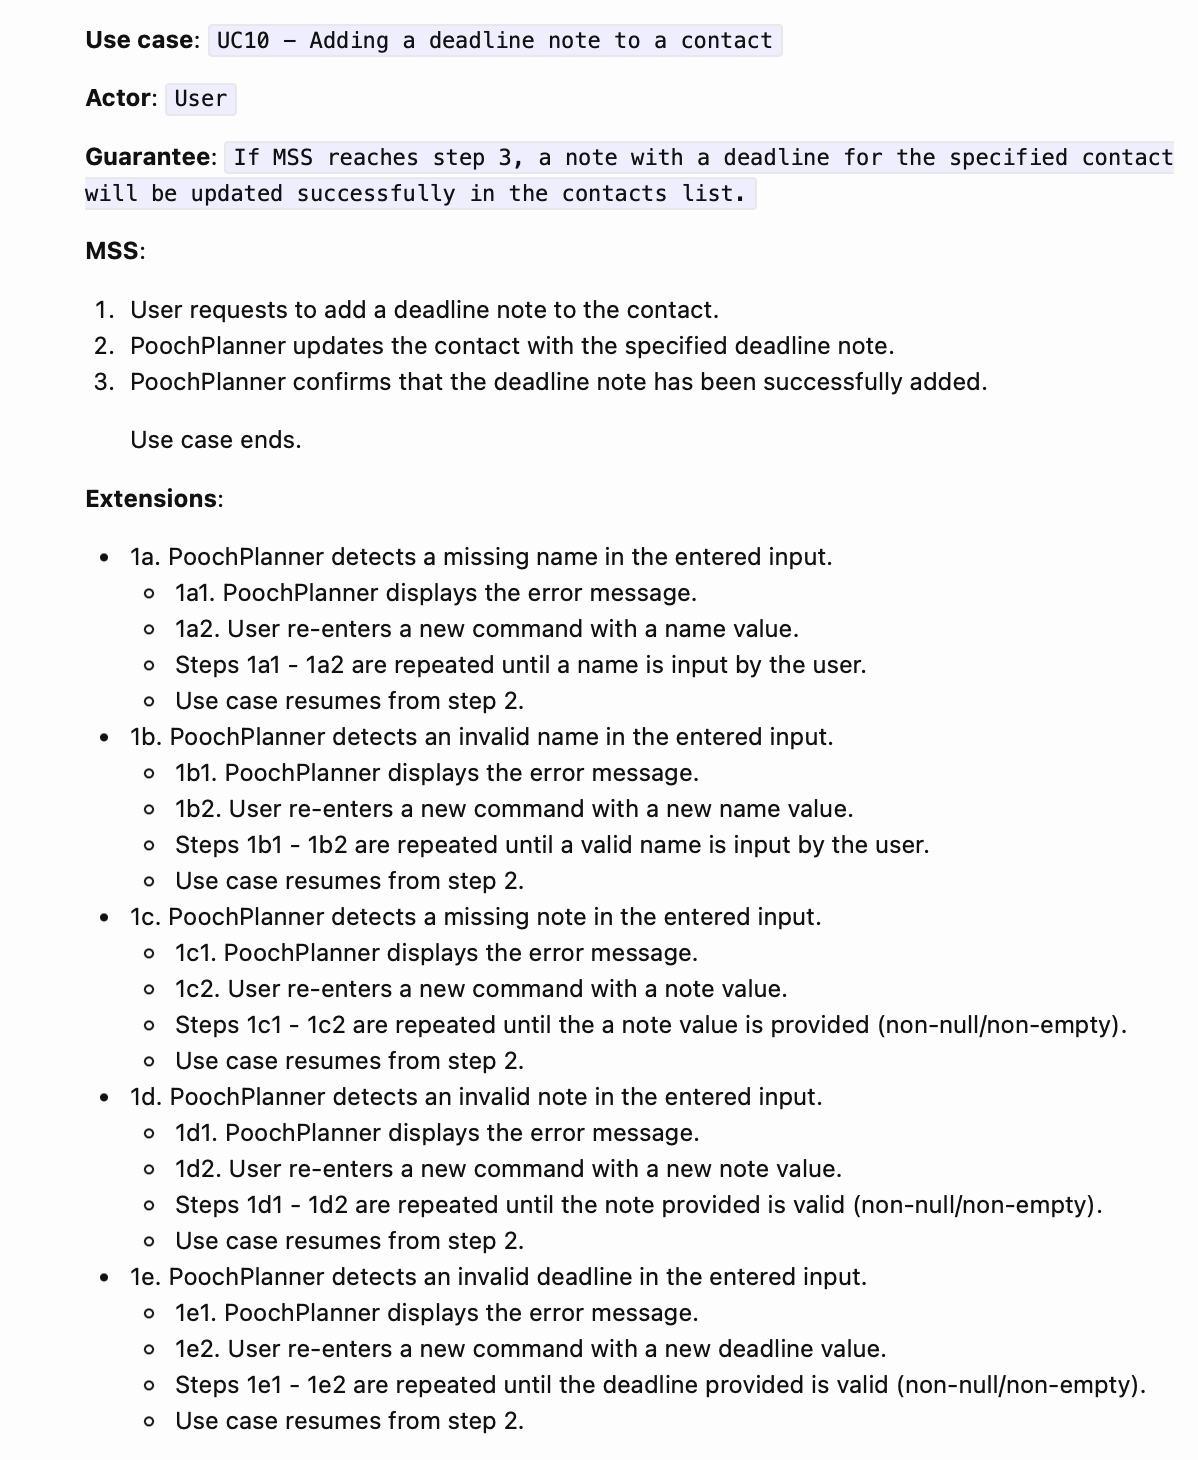 Use case: UC10 – Adding a deadline note to a contact
Actor: User
Guarantee: If MSS reaches step 3, a note with a deadline for the specified contact
will be updated successfully in the contacts list.
MSS:
1. User requests to add a deadline note to the contact.
2. PoochPlanner updates the contact with the specified deadline note.
3. PoochPlanner confirms that the deadline note has been successfully added.
Use case ends.
Extensions:
• 1a. PoochPlanner detects a missing name in the entered input.
◦ 1a1. PoochPlanner displays the error message.
◦ 1a2. User re-enters a new command with a name value.
◦ Steps 1a1 - 1a2 are repeated until a name is input by the user.
◦ Use case resumes from step 2.
• 1b. PoochPlanner detects an invalid name in the entered input.
◦ 1b1. PoochPlanner displays the error message.
◦ 1b2. User re-enters a new command with a new name value.
◦ Steps 1b1 - 1b2 are repeated until a valid name is input by the user.
◦ Use case resumes from step 2.
• 1c. PoochPlanner detects a missing note in the entered input.
◦ 1c1. PoochPlanner displays the error message.
◦ 1c2. User re-enters a new command with a note value.
◦ Steps 1c1 - 1c2 are repeated until the a note value is provided (non-null/non-empty).
◦ Use case resumes from step 2.
• 1d. PoochPlanner detects an invalid note in the entered input.
◦ 1d1. PoochPlanner displays the error message.
◦ 1d2. User re-enters a new command with a new note value.
◦ Steps 1d1 - 1d2 are repeated until the note provided is valid (non-null/non-empty).
◦ Use case resumes from step 2.
• 1e. PoochPlanner detects an invalid deadline in the entered input.
◦ 1e1. PoochPlanner displays the error message.
◦ 1e2. User re-enters a new command with a new deadline value.
◦ Steps 1e1 - 1e2 are repeated until the deadline provided is valid (non-null/non-empty).
◦ Use case resumes from step 2.